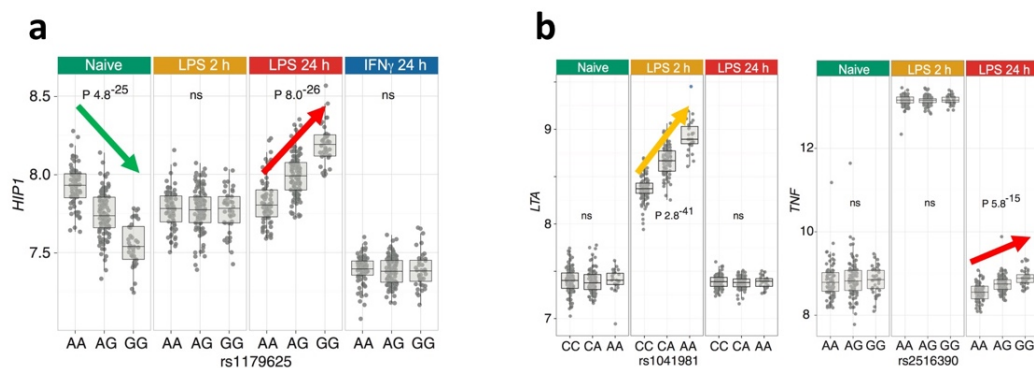 a
Naive LPS 2 h LPS 24 h IFNγ 24 h
P 4.8⁻²⁵ ns P 8.0⁻²⁶ ns
8.5
8.0
7.5
HIP1
AA AG GG AA AG GG AA AG GG AA AG GG
rs1179625
b
Naive LPS 2 h LPS 24 h
9
8
7
LTA
ns P 2.8⁻⁴¹ ns
CC CA AA CC CA AA CC CA AA
rs1041981
Naive LPS 2 h LPS 24 h
12
10
8
TNF
ns ns P 5.8⁻¹⁵
AA AG GG AA AG GG AA AG GG
rs2516390